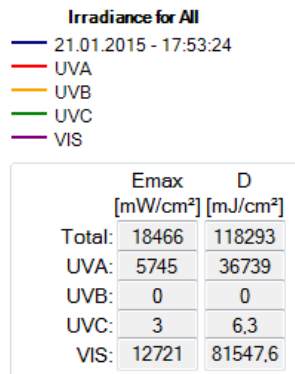 Irradiance for All
21.01.2015 - 17:53:24
UVA
UVB
UVC
VIS
Emax D
[mW/cm²] [mJ/cm²]
Total: 18466 118293
UVA: 5745 36739
UVB: 0 0
UVC: 3 6,3
VIS: 12721 81547,6